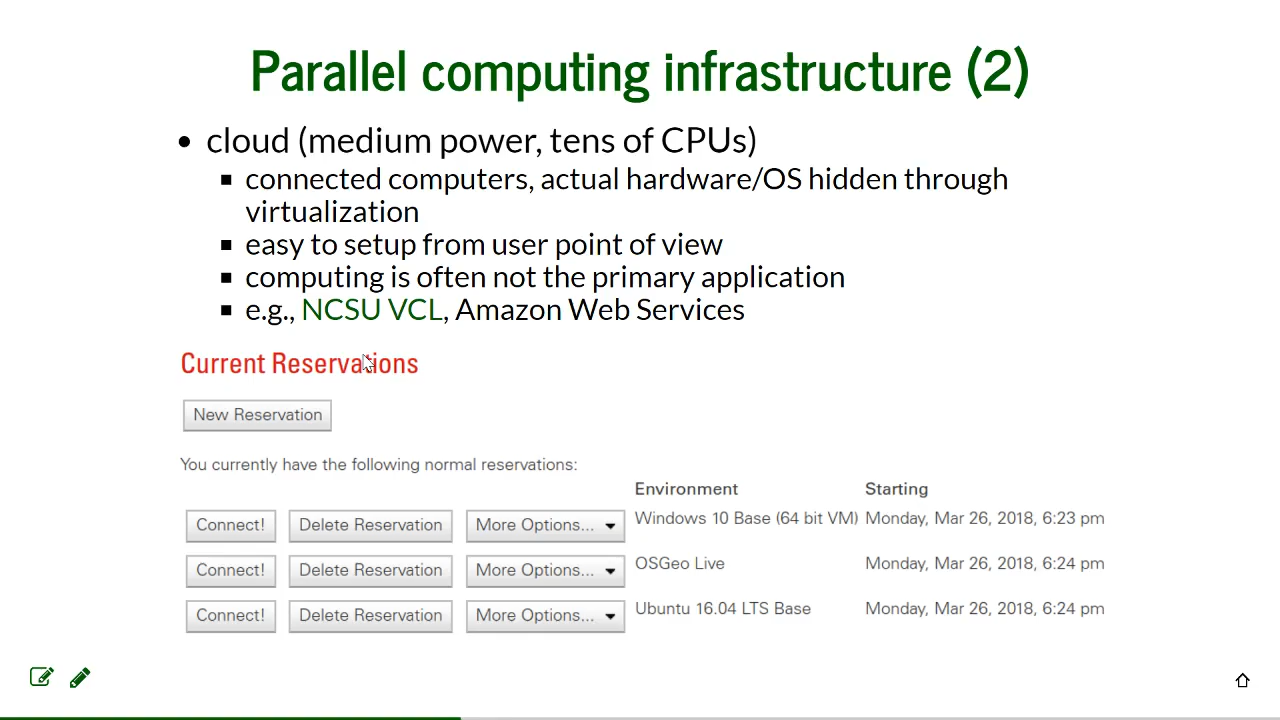 Parallel computing infrastructure (2)
• cloud (medium power, tens of CPUs)
▪ connected computers, actual hardware/OS hidden through
virtualization
▪ easy to setup from user point of view
▪ computing is often not the primary application
▪ e.g., NCSU VCL, Amazon Web Services
Current Reservations
New Reservation
You currently have the following normal reservations:
Environment Starting
Connect! Delete Reservation More Options... Windows 10 Base (64 bit VM) Monday, Mar 26, 2018, 6:23 pm
Connect! Delete Reservation More Options... OSGeo Live Monday, Mar 26, 2018, 6:24 pm
Connect! Delete Reservation More Options... Ubuntu 16.04 LTS Base Monday, Mar 26, 2018, 6:24 pm